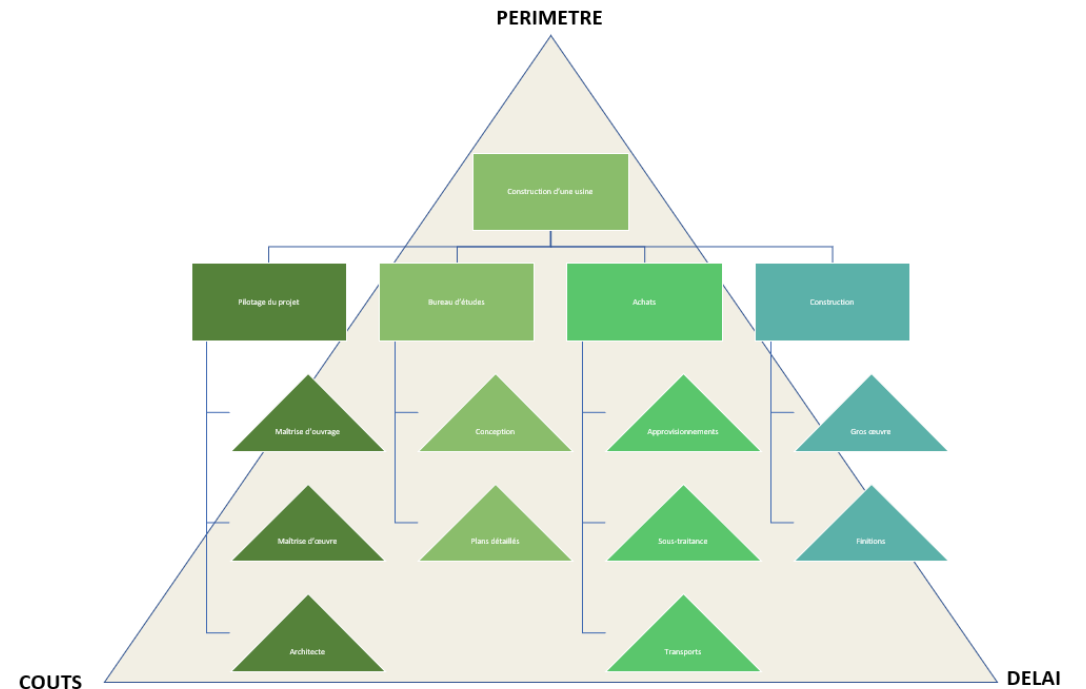 PERIMETRE
Construction d'une usine
Pilotage du projet
Bureau d'études
Achats
Construction
Maîtrise d'ouvrage
Conception
Approvisionnements
Gros œuvre
Maîtrise d'œuvre
Plans détaillés
Sous-traitance
Finitions
Architecte
Transports
COUTS
DELAI